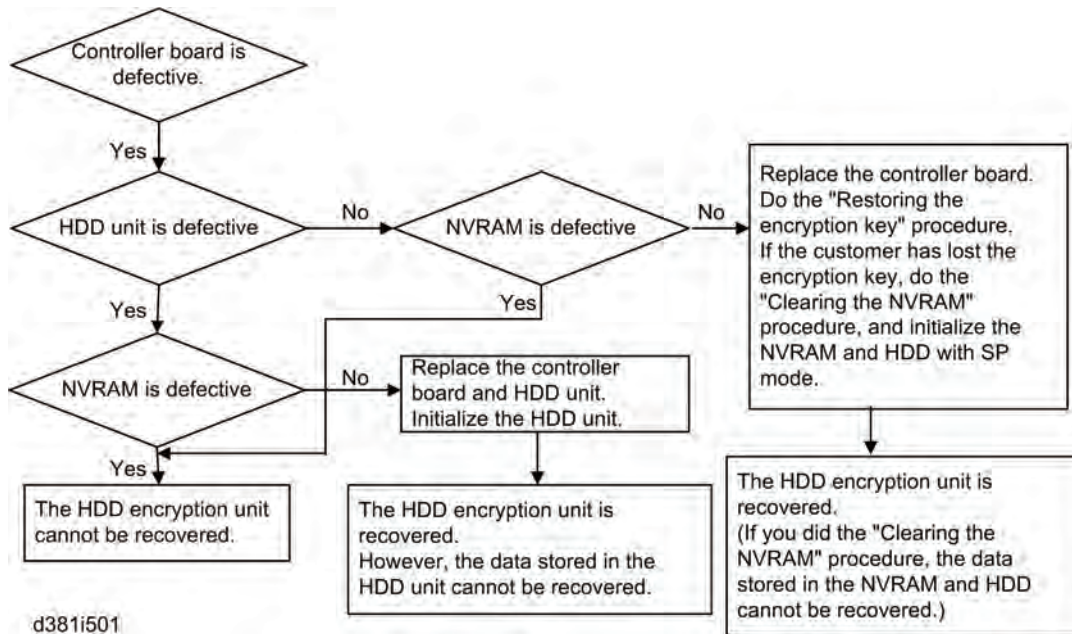 Controller board is
defective.
Yes
HDD unit is defective
No
NVRAM is defective
No
Replace the controller board.
Do the "Restoring the
encryption key" procedure.
If the customer has lost the
encryption key, do the
"Clearing the NVRAM"
procedure, and initialize the
NVRAM and HDD with SP
mode.
Yes
Yes
NVRAM is defective
No
Replace the controller
board and HDD unit.
Initialize the HDD unit.
Yes
The HDD encryption unit
cannot be recovered.
The HDD encryption unit is
recovered.
However, the data stored in the
HDD unit cannot be recovered.
The HDD encryption unit is
recovered.
(If you did the "Clearing the
NVRAM" procedure, the data
stored in the NVRAM and HDD
cannot be recovered.)
d381i501